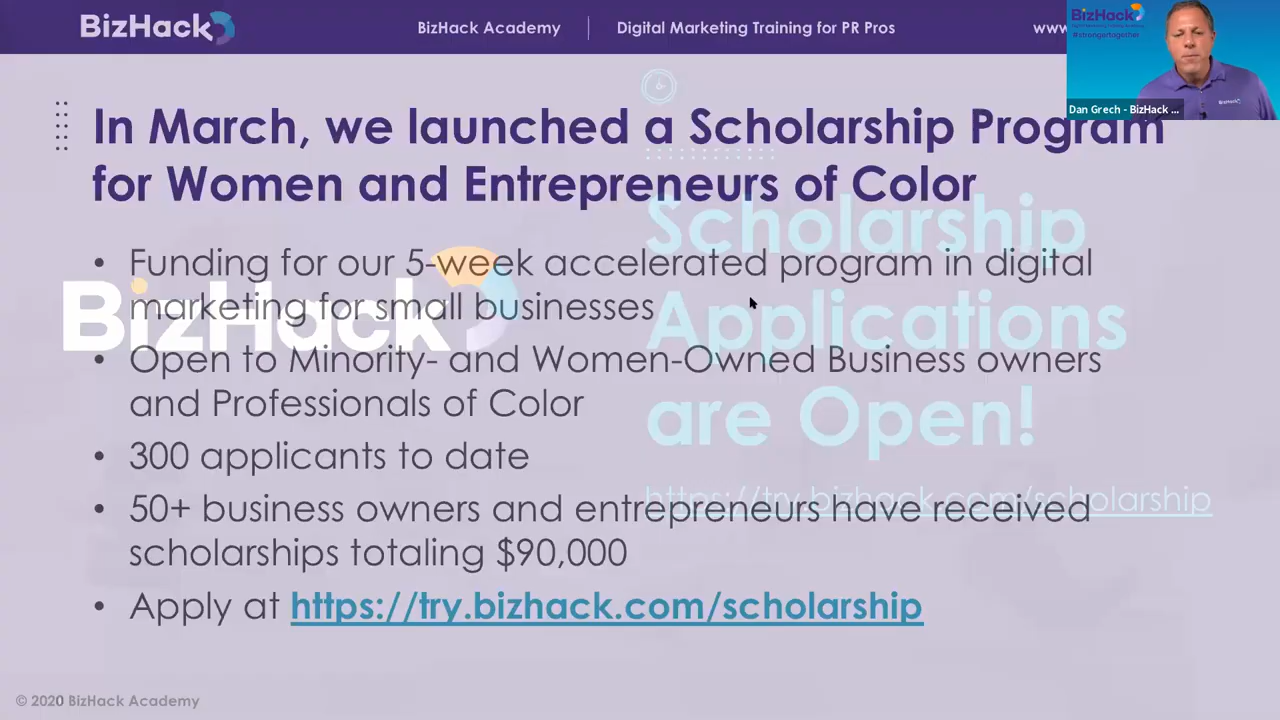 BizHack
BizHack Academy
Digital Marketing Training for PR Pros
www.
BizHack
#strongertogether
Dan Grech - BizHack ...
In March, we launched a Scholarship Program
for Women and Entrepreneurs of Color
• Funding for our 5-week accelerated program in digital
marketing for small businesses
• Open to Minority- and Women-Owned Business owners
and Professionals of Color
• 300 applicants to date
• 50+ business owners and entrepreneurs have received
scholarships totaling $90,000
• Apply at https://try.bizhack.com/scholarship
BizHack
Scholarship
Applications
are Open!
https://try.bizhack.com/scholarship
© 2020 BizHack Academy